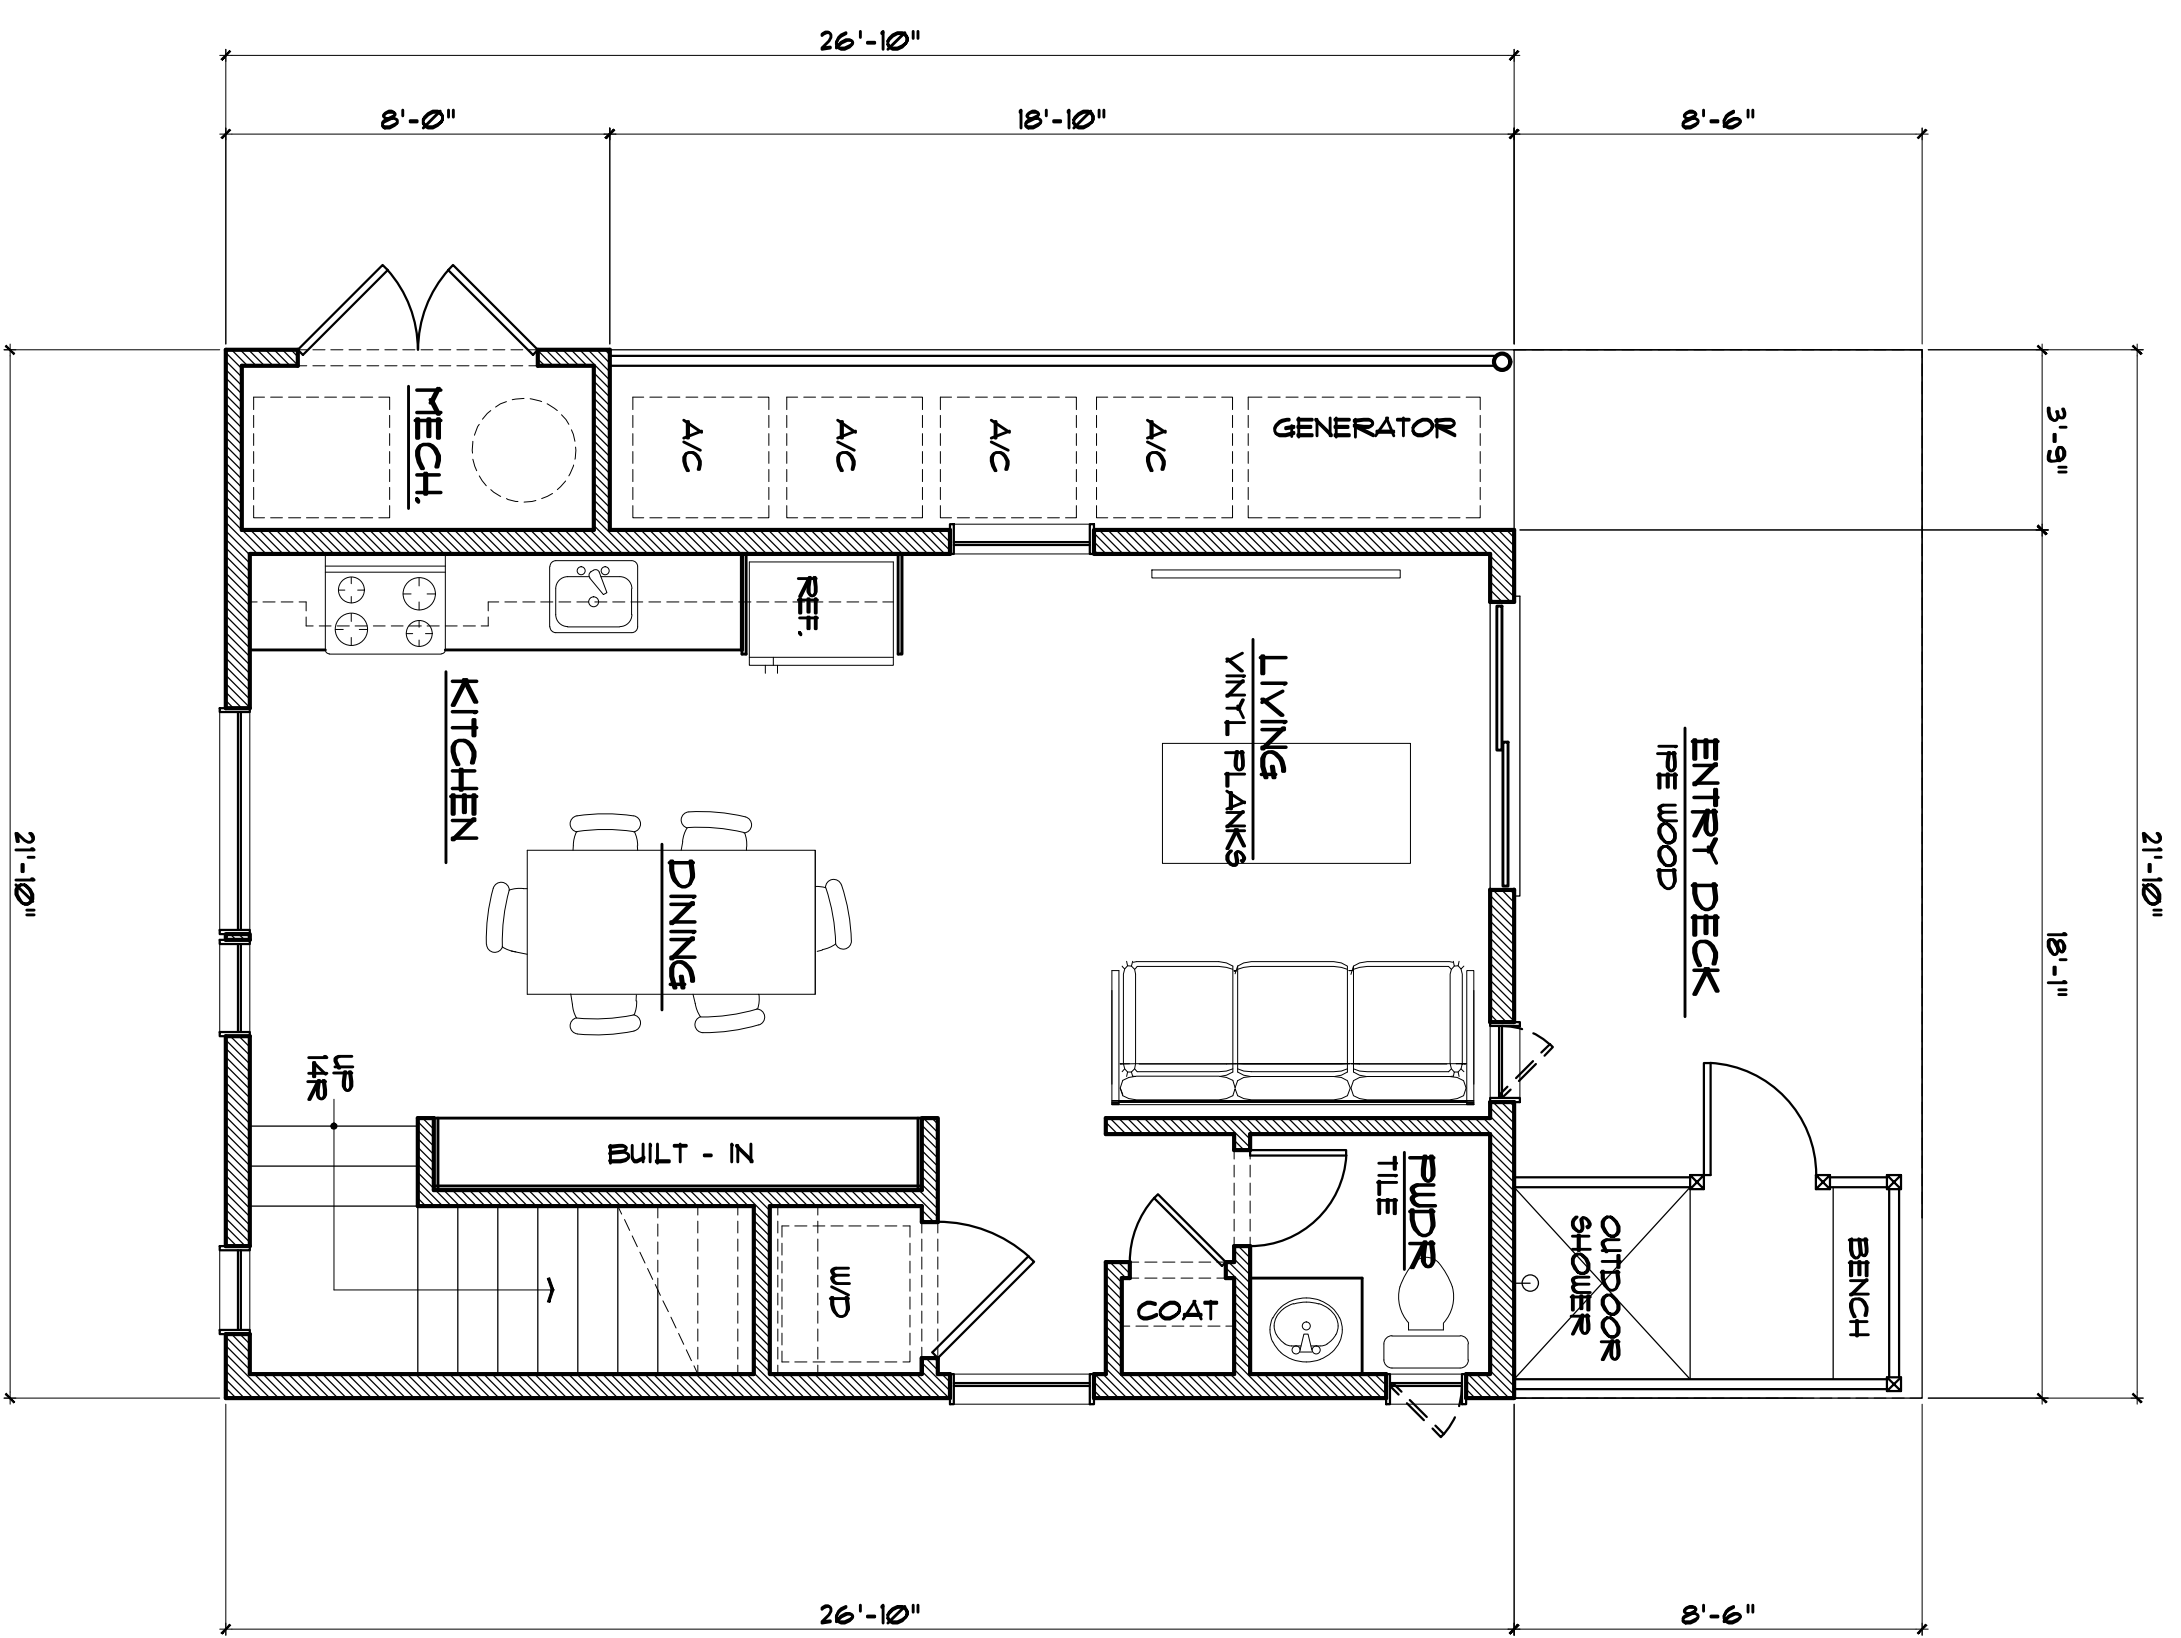 26'-10"
8'-0"
18'-10"
8'-6"
MECH.
A/C
A/C
A/C
A/C
GENERATOR
3'-9"
REF.
KITCHEN
LIVING
VINYL PLANKS
ENTRY DECK
IPE WOOD
DINING
21'-10"
21'-10"
18'-1"
UP
14R
BUILT - IN
W/D
COAT
PWDR
TILE
OUTDOOR
SHOWER
BENCH
26'-10"
8'-6"